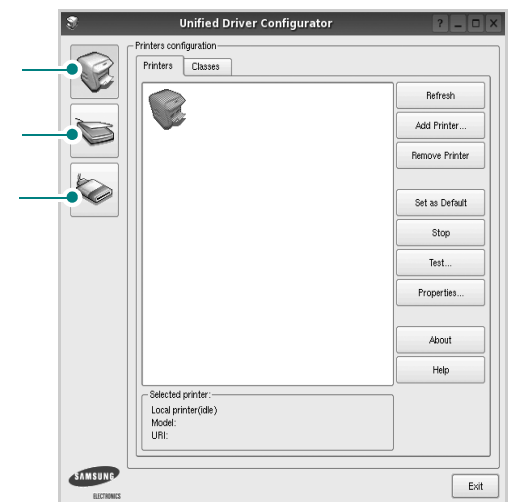 Unified Driver Configurator
Printers configuration
Printers
Classes
Refresh
Add Printer...
Remove Printer
Set as Default
Stop
Test...
Properties...
About
Help
Selected printer:
Local printer(idle)
Model:
URI:
SAMSUNG
ELECTRONICS
Exit